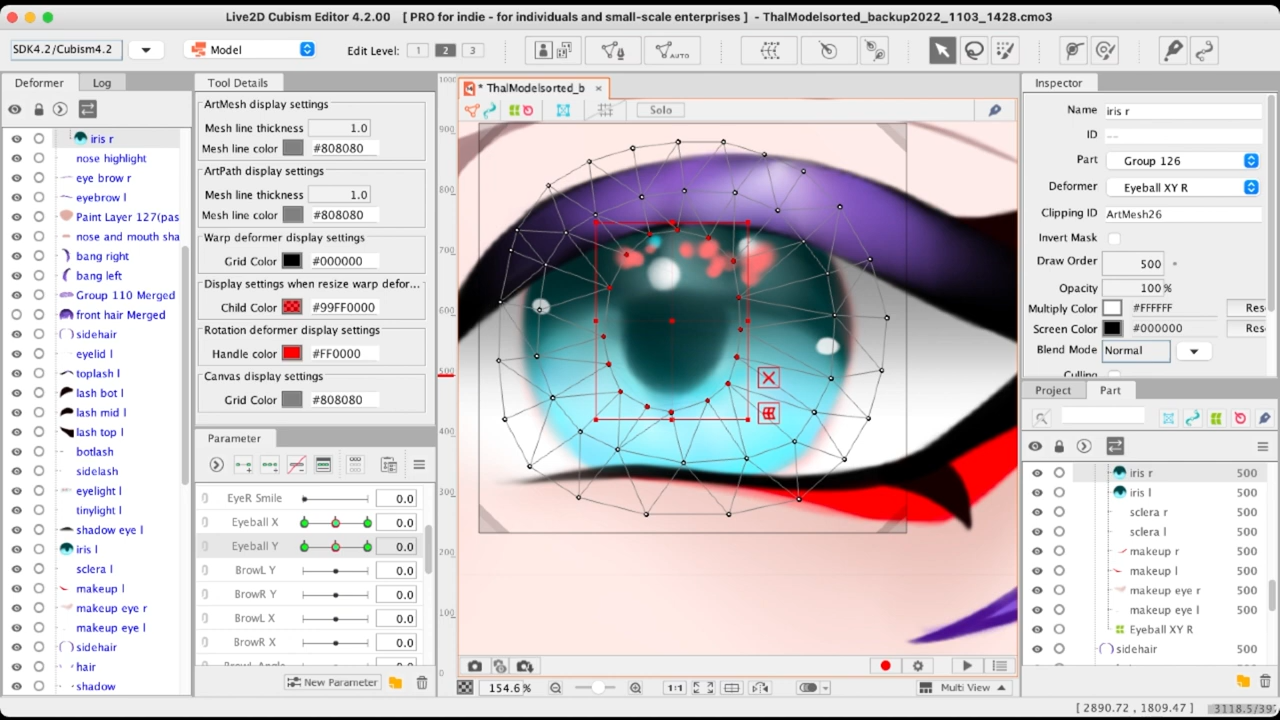 Live2D Cubism Editor 4.2.00 [ PRO for indie - for individuals and small-scale enterprises ] - ThalModelsorted_backup2022_1103_1428.cmo3
SDK4.2/Cubism4.2
Model
Edit Level: 1 2 3
AUTO
Deformer
Log
iris r
nose highlight
eye brow r
eyebrow l
Paint Layer 127(pas
nose and mouth sha
bang right
bang left
Group 110 Merged
front hair Merged
sidehair
eyelid l
toplash l
lash bot l
lash mid l
lash top l
botlash
sidelash
eyelight l
tinylight l
shadow eye l
iris l
sclera l
makeup l
makeup eye r
makeup eye l
sidehair
hair
shadow
Tool Details
ArtMesh display settings
Mesh line thickness 1.0
Mesh line color #808080
ArtPath display settings
Mesh line thickness 1.0
Mesh line color #808080
Warp deformer display settings
Grid Color #000000
Display settings when resize warp defor...
Child Color #99FF0000
Rotation deformer display settings
Handle color #FF0000
Canvas display settings
Grid Color #808080
Parameter
EyeR Smile 0.0
Eyeball X 0.0
Eyeball Y 0.0
BrowL Y 0.0
BrowR Y 0.0
BrowL X 0.0
BrowR X 0.0
BrowL Angle
New Parameter
* ThalModelsorted_b
Solo
900
800
700
600
500
400
300
200
100
0
154.6%
1:1
Multi View
Inspector
Name iris r
ID --
Part Group 126
Deformer Eyeball XY R
Clipping ID ArtMesh26
Invert Mask
Draw Order 500
Opacity 100 %
Multiply Color #FFFFFF Res
Screen Color #000000 Res
Blend Mode Normal
Culling
Project
Part
iris r 500
iris l 500
sclera r 500
sclera l 500
makeup r 500
makeup l 500
makeup eye r 500
makeup eye l 500
Eyeball XY R
sidehair 500
[ 2890.72 , 1809.47 ]